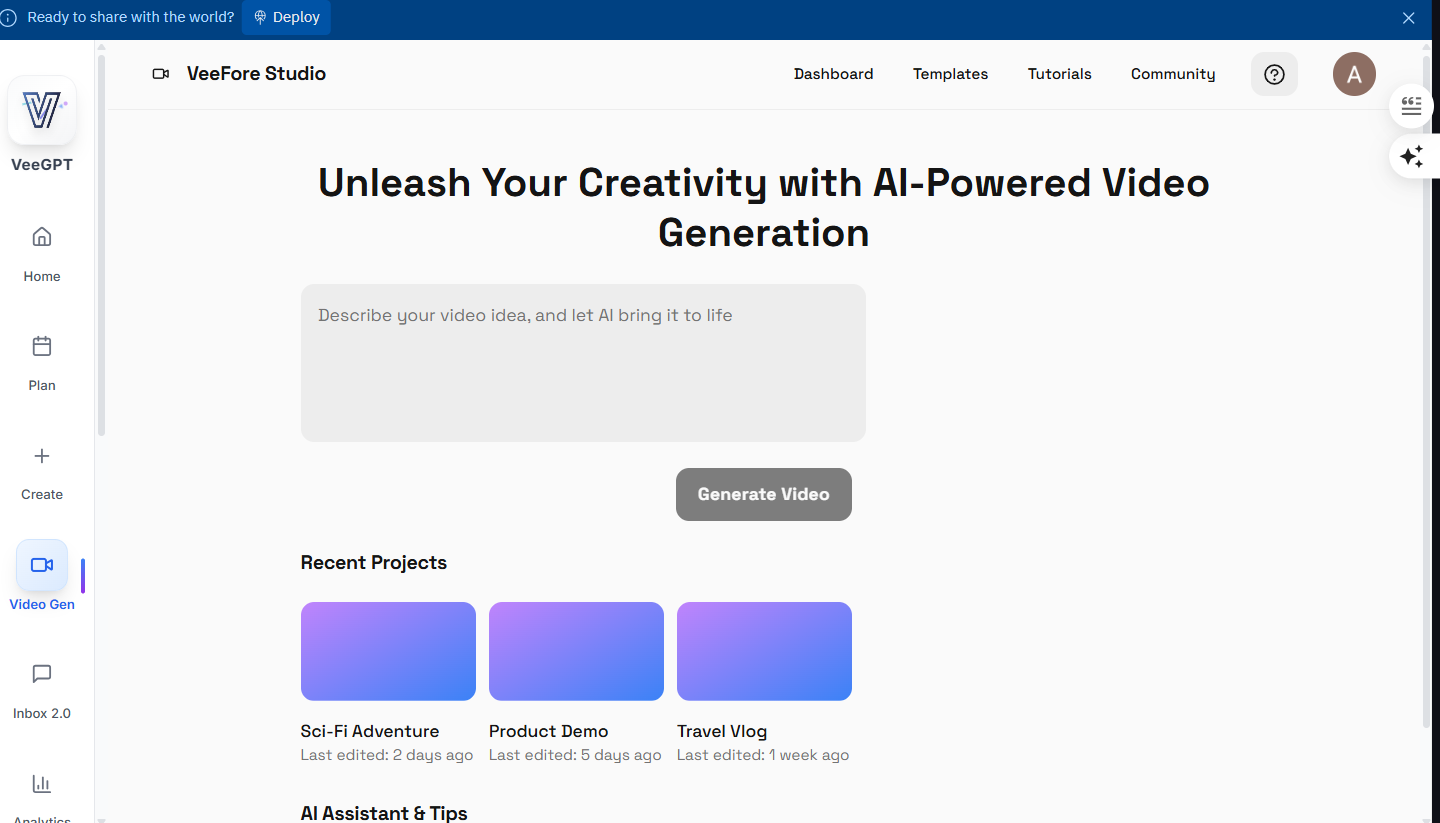 Ready to share with the world? Deploy
VeeGPT
Home
Plan
Create
Video Gen
Inbox 2.0
Analytics
VeeFore Studio
Dashboard Templates Tutorials Community A
Unleash Your Creativity with AI-Powered Video
Generation
Describe your video idea, and let AI bring it to life
Generate Video
Recent Projects
Sci-Fi Adventure Product Demo Travel Vlog
Last edited: 2 days ago Last edited: 5 days ago Last edited: 1 week ago
AI Assistant & Tips